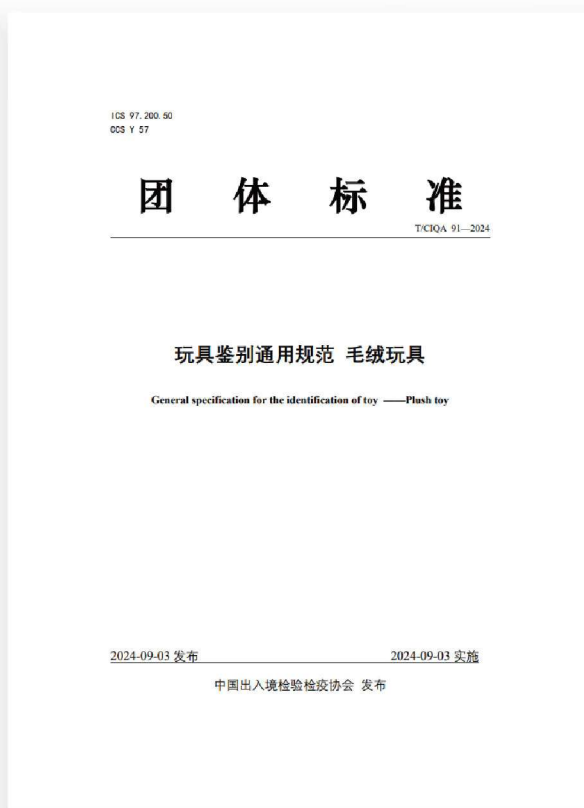 ICS 97.200.50
CCS Y 57
团 体 标 准
T/CIQA 91—2024
玩具鉴别通用规范 毛绒玩具
General specification for the identification of toy ——Plush toy
2024-09-03 发布 2024-09-03 实施
中国出入境检验检疫协会 发布